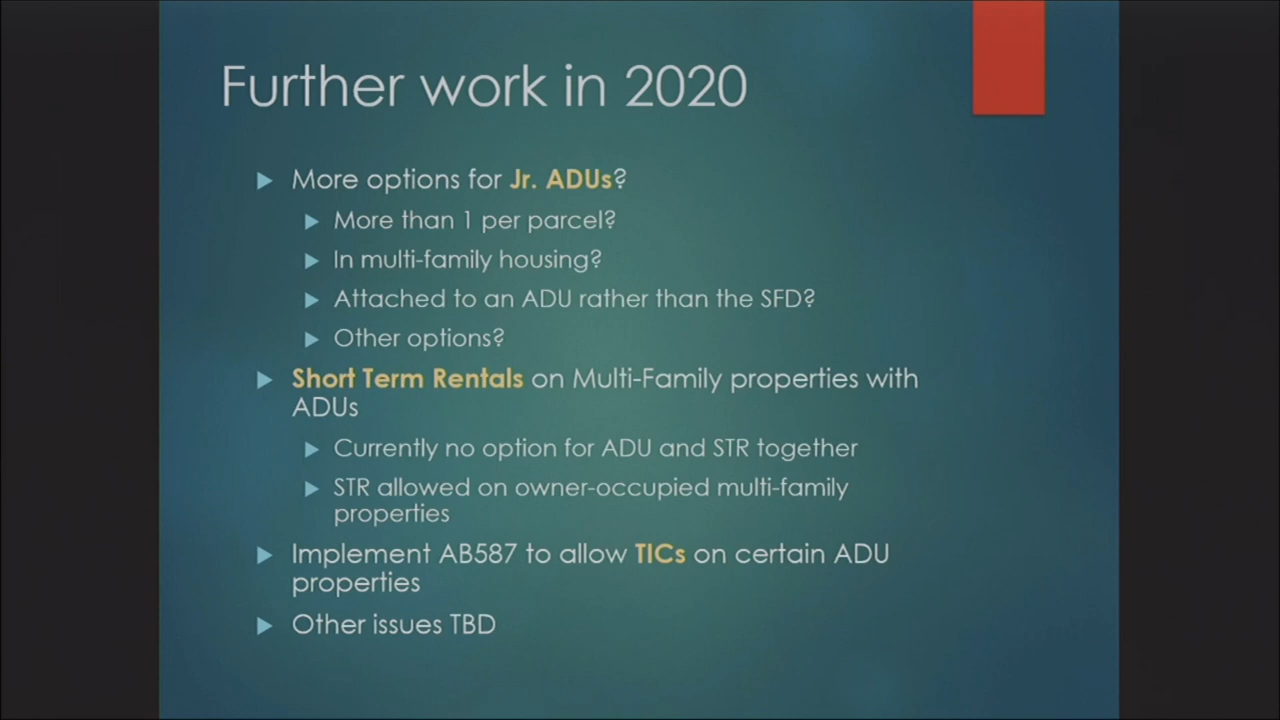 Further work in 2020
More options for Jr. ADUs?
More than 1 per parcel?
In multi-family housing?
Attached to an ADU rather than the SFD?
Other options?
Short Term Rentals on Multi-Family properties with
ADUs
Currently no option for ADU and STR together
STR allowed on owner-occupied multi-family
properties
Implement AB587 to allow TICs on certain ADU
properties
Other issues TBD